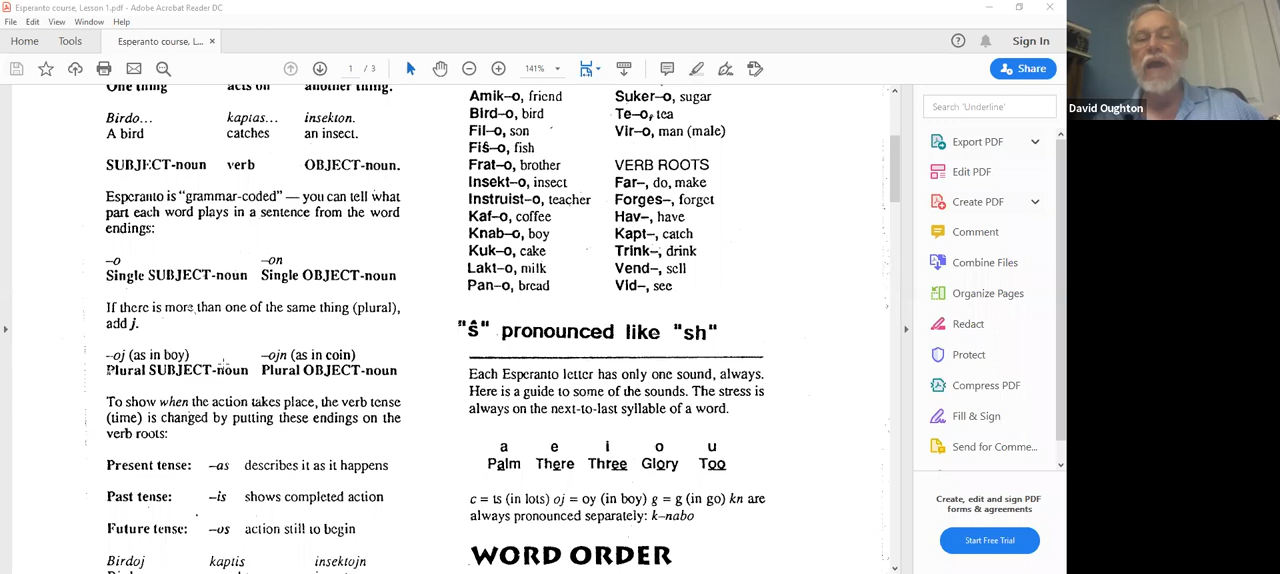 Esperanto course, Lesson 1.pdf - Adobe Acrobat Reader DC
File Edit View Window Help
Home Tools Esperanto course, L... × Sign In
1 / 3 141% Share
One thing acts on another thing.
Birdo... kaptas... insekton.
A bird catches an insect.
SUBJECT-noun verb OBJECT-noun.
Esperanto is “grammar-coded” — you can tell what
part each word plays in a sentence from the word
endings:
–o –on
Single SUBJECT-noun Single OBJECT-noun
If there is more than one of the same thing (plural),
add j.
–oj (as in boy) –ojn (as in coin)
Plural SUBJECT-noun Plural OBJECT-noun
To show when the action takes place, the verb tense
(time) is changed by putting these endings on the
verb roots:
Present tense: –as describes it as it happens
Past tense: –is shows completed action
Future tense: –os action still to begin
Birdoj kaptis insektojn
Amik–o, friend
Bird–o, bird
Fil–o, son
Fiŝ–o, fish
Frat–o, brother
Insekt–o, insect
Instruist–o, teacher
Kaf–o, coffee
Knab–o, boy
Kuk–o, cake
Lakt–o, milk
Pan–o, bread
Suker–o, sugar
Te–o, tea
Vir–o, man (male)
VERB ROOTS
Far–, do, make
Forges–, forget
Hav–, have
Kapt–, catch
Trink–, drink
Vend–, sell
Vid–, see
"ŝ" pronounced like "sh"
Each Esperanto letter has only one sound, always.
Here is a guide to some of the sounds. The stress is
always on the next-to-last syllable of a word.
a e i o u
Palm There Three Glory Too
c = ts (in lots) oj = oy (in boy) g = g (in go) kn are
always pronounced separately: k–nabo
WORD ORDER
Search 'Underline'
Export PDF
Edit PDF
Create PDF
Comment
Combine Files
Organize Pages
Redact
Protect
Compress PDF
Fill & Sign
Send for Comme...
Create, edit and sign PDF
forms & agreements
Start Free Trial
David Oughton